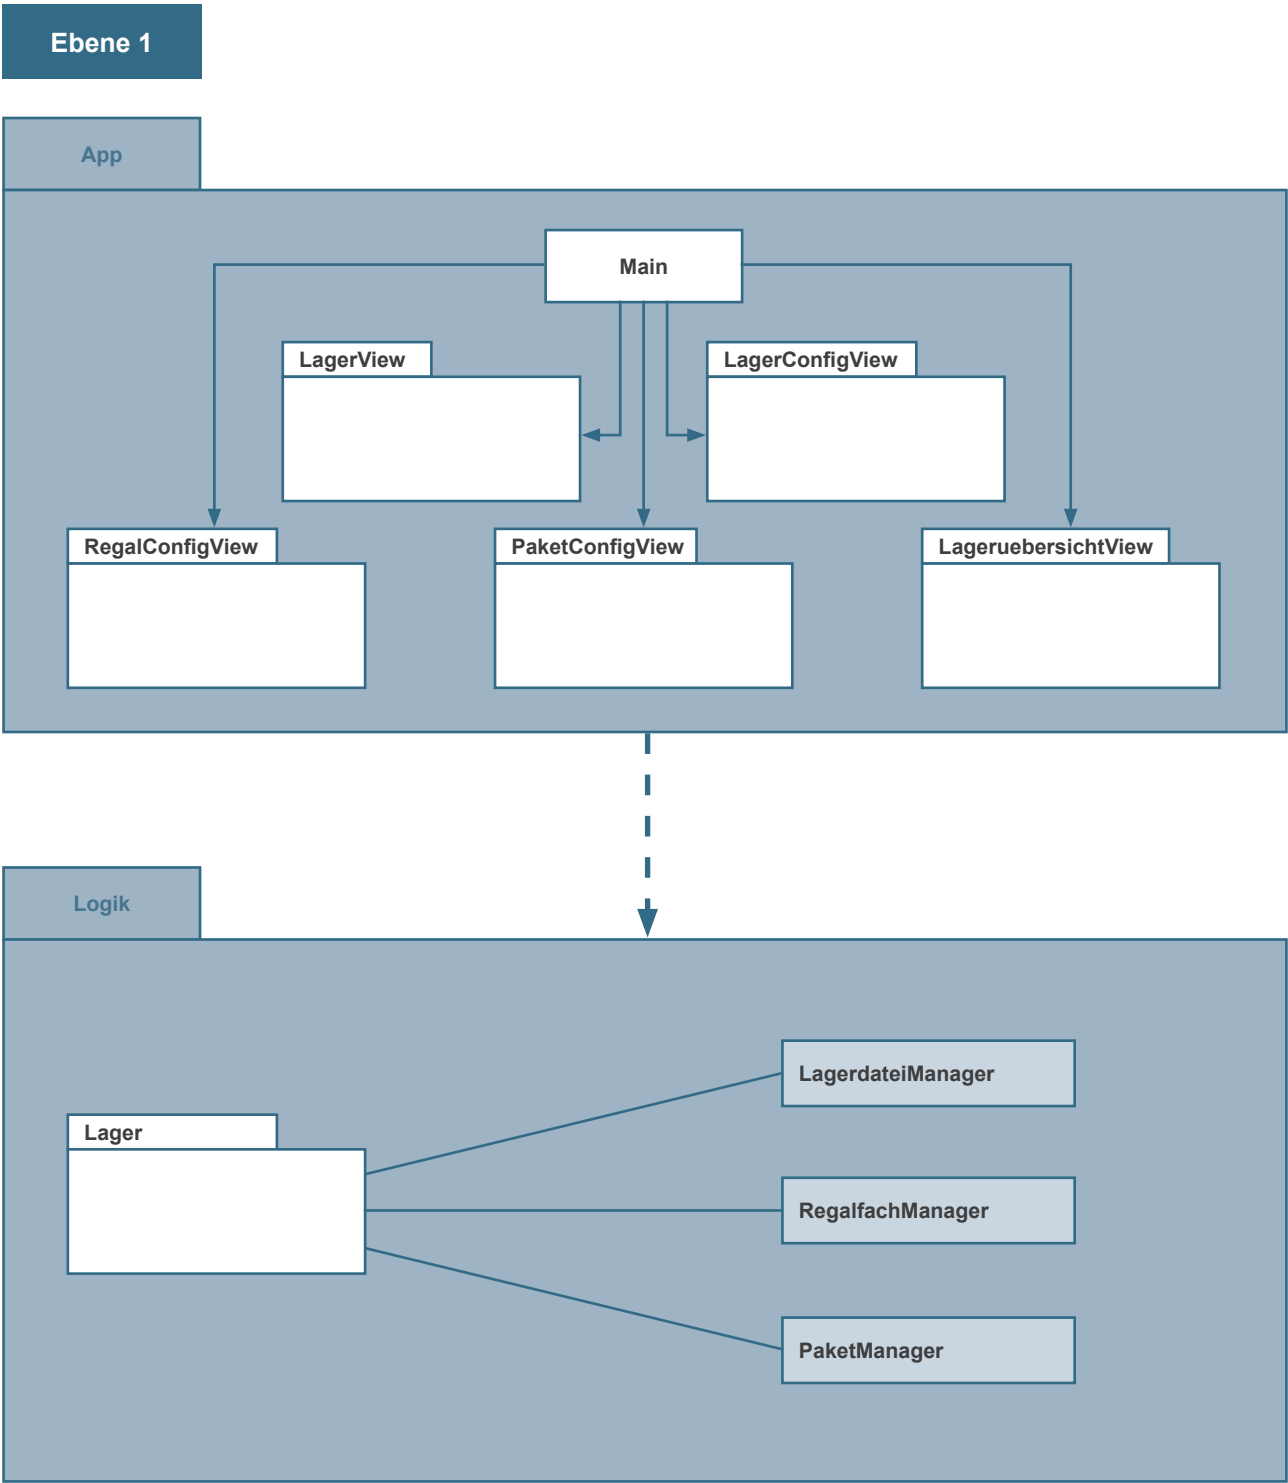 Ebene 1
App
Main
LagerView
LagerConfigView
RegalConfigView
PaketConfigView
LageruebersichtView
Logik
LagerdateiManager
Lager
RegalfachManager
PaketManager